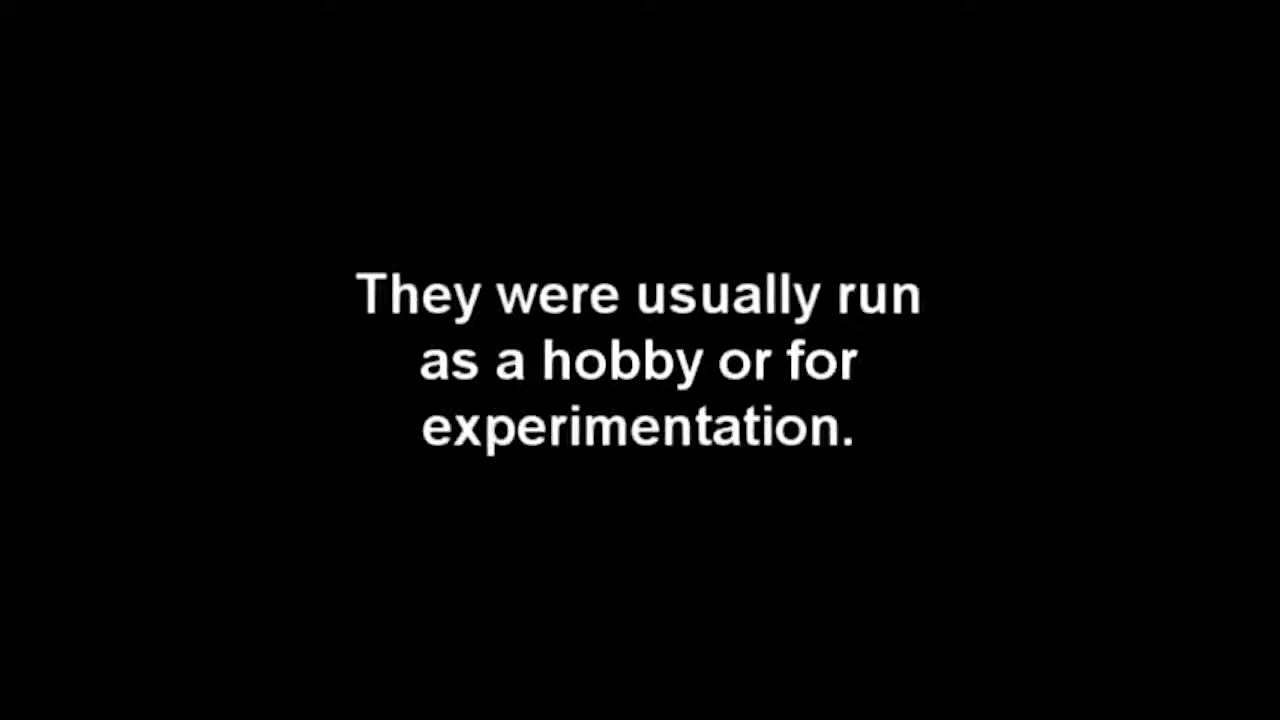 They were usually run
as a hobby or for
experimentation.